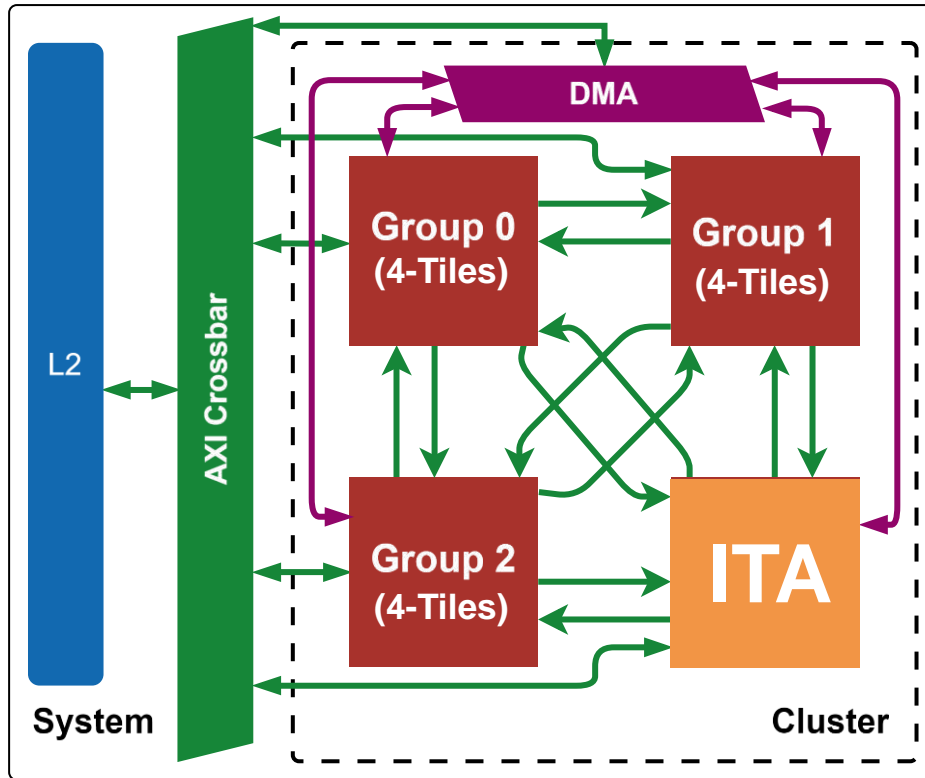 DMA
Group 0
(4-Tiles)
Group 1
(4-Tiles)
L2
AXI Crossbar
Group 2
(4-Tiles)
ITA
System
Cluster